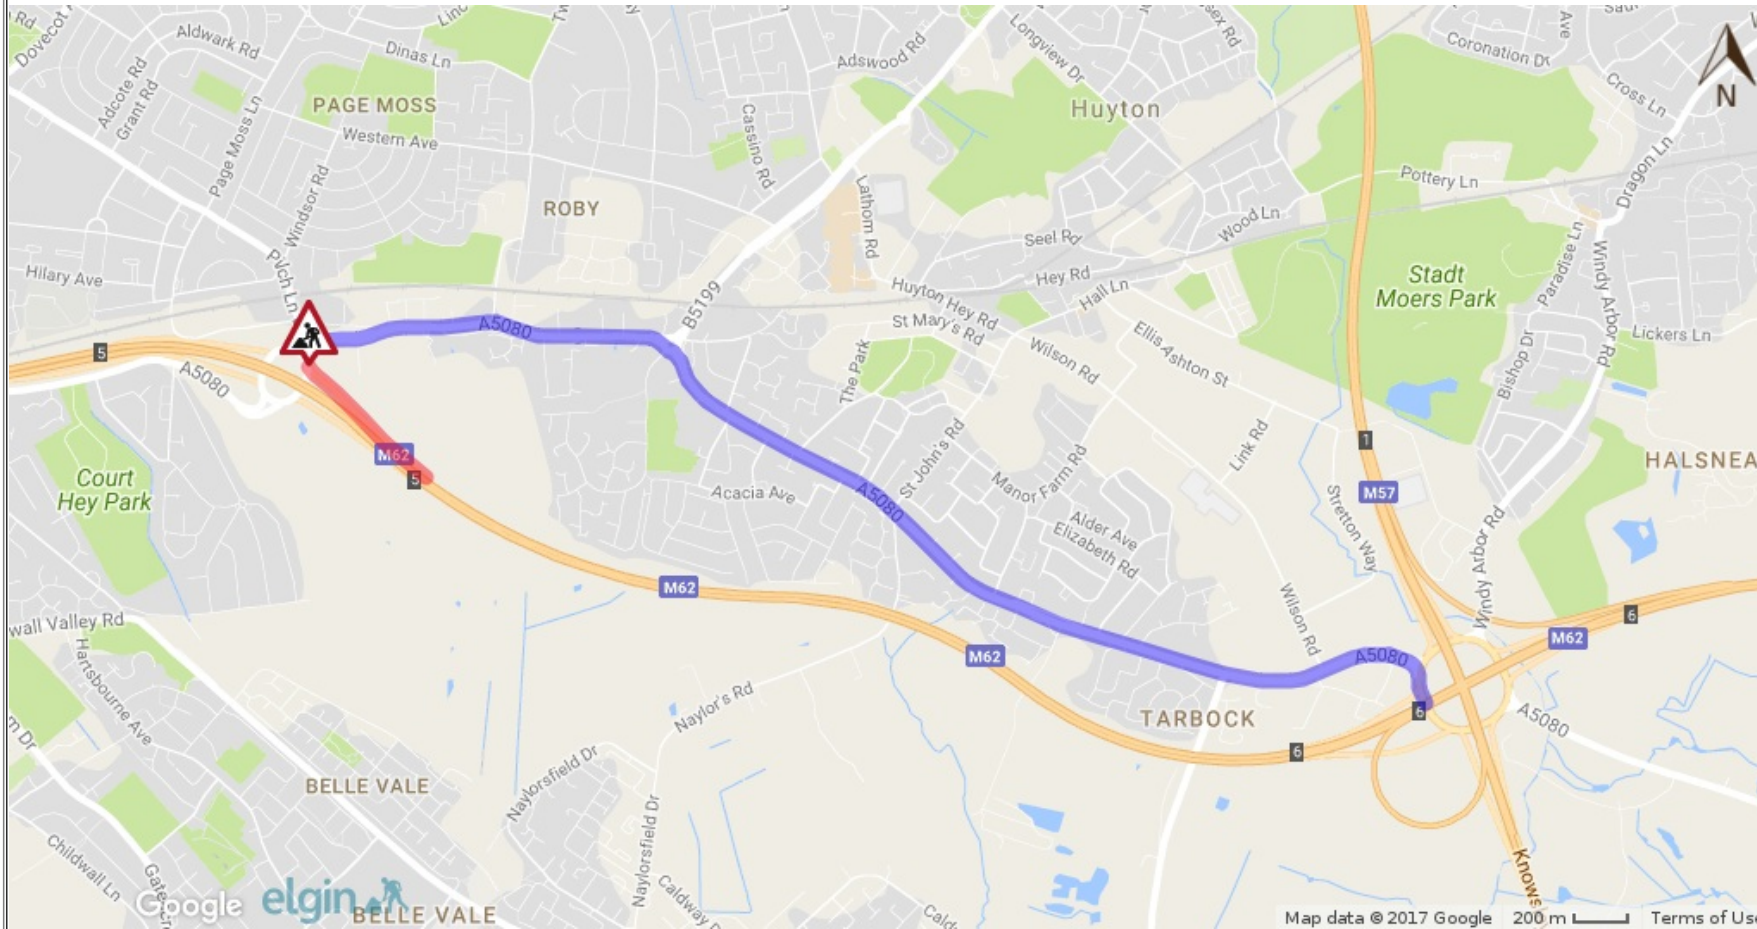 Dovecot
Rd
Aldwark Rd
Dinas Ln
Adcote Rd
Grant Rd
Page Moss Ln
PAGE MOSS
Western Ave
Windsor Rd
Adswood Rd
Longview Dr
Cassino Rd
Huyton
Coronation Dr
Ave
Cross Ln
N
Dragon Ln
Pottery Ln
ROBY
Lathom Rd
Seel Rd
Wood Ln
Hey Rd
Hall Ln
Hilary Ave
Huyton Hey Rd
St Mary's Rd
B5199
Stadt
Moers Park
Paradise Ln
Windy Arbor Rd
Lickers Ln
Bishop Dr
5
A5080
A5080
The Park
Wilson Rd
Ellis Ashton St
M62
5
Court
Hey Park
Acacia Ave
A5080
St John's Rd
Manor Farm Rd
Link Rd
1
M57
HALSNEA
Alder Ave
Elizabeth Rd
Stretton Way
Windy Arbor Rd
M62
wall Valley Rd
Hartsbourne Ave
M62
Wilson Rd
A5080
6
M62
Naylor's Rd
TARBOCK
6
6
A5080
Naylorsfield Dr
BELLE VALE
Naylorsfield Dr
Childwall Ln
Caldway
Knows
Google
elgin
BELLE VALE
Map data © 2017 Google
200 m
Terms of Use